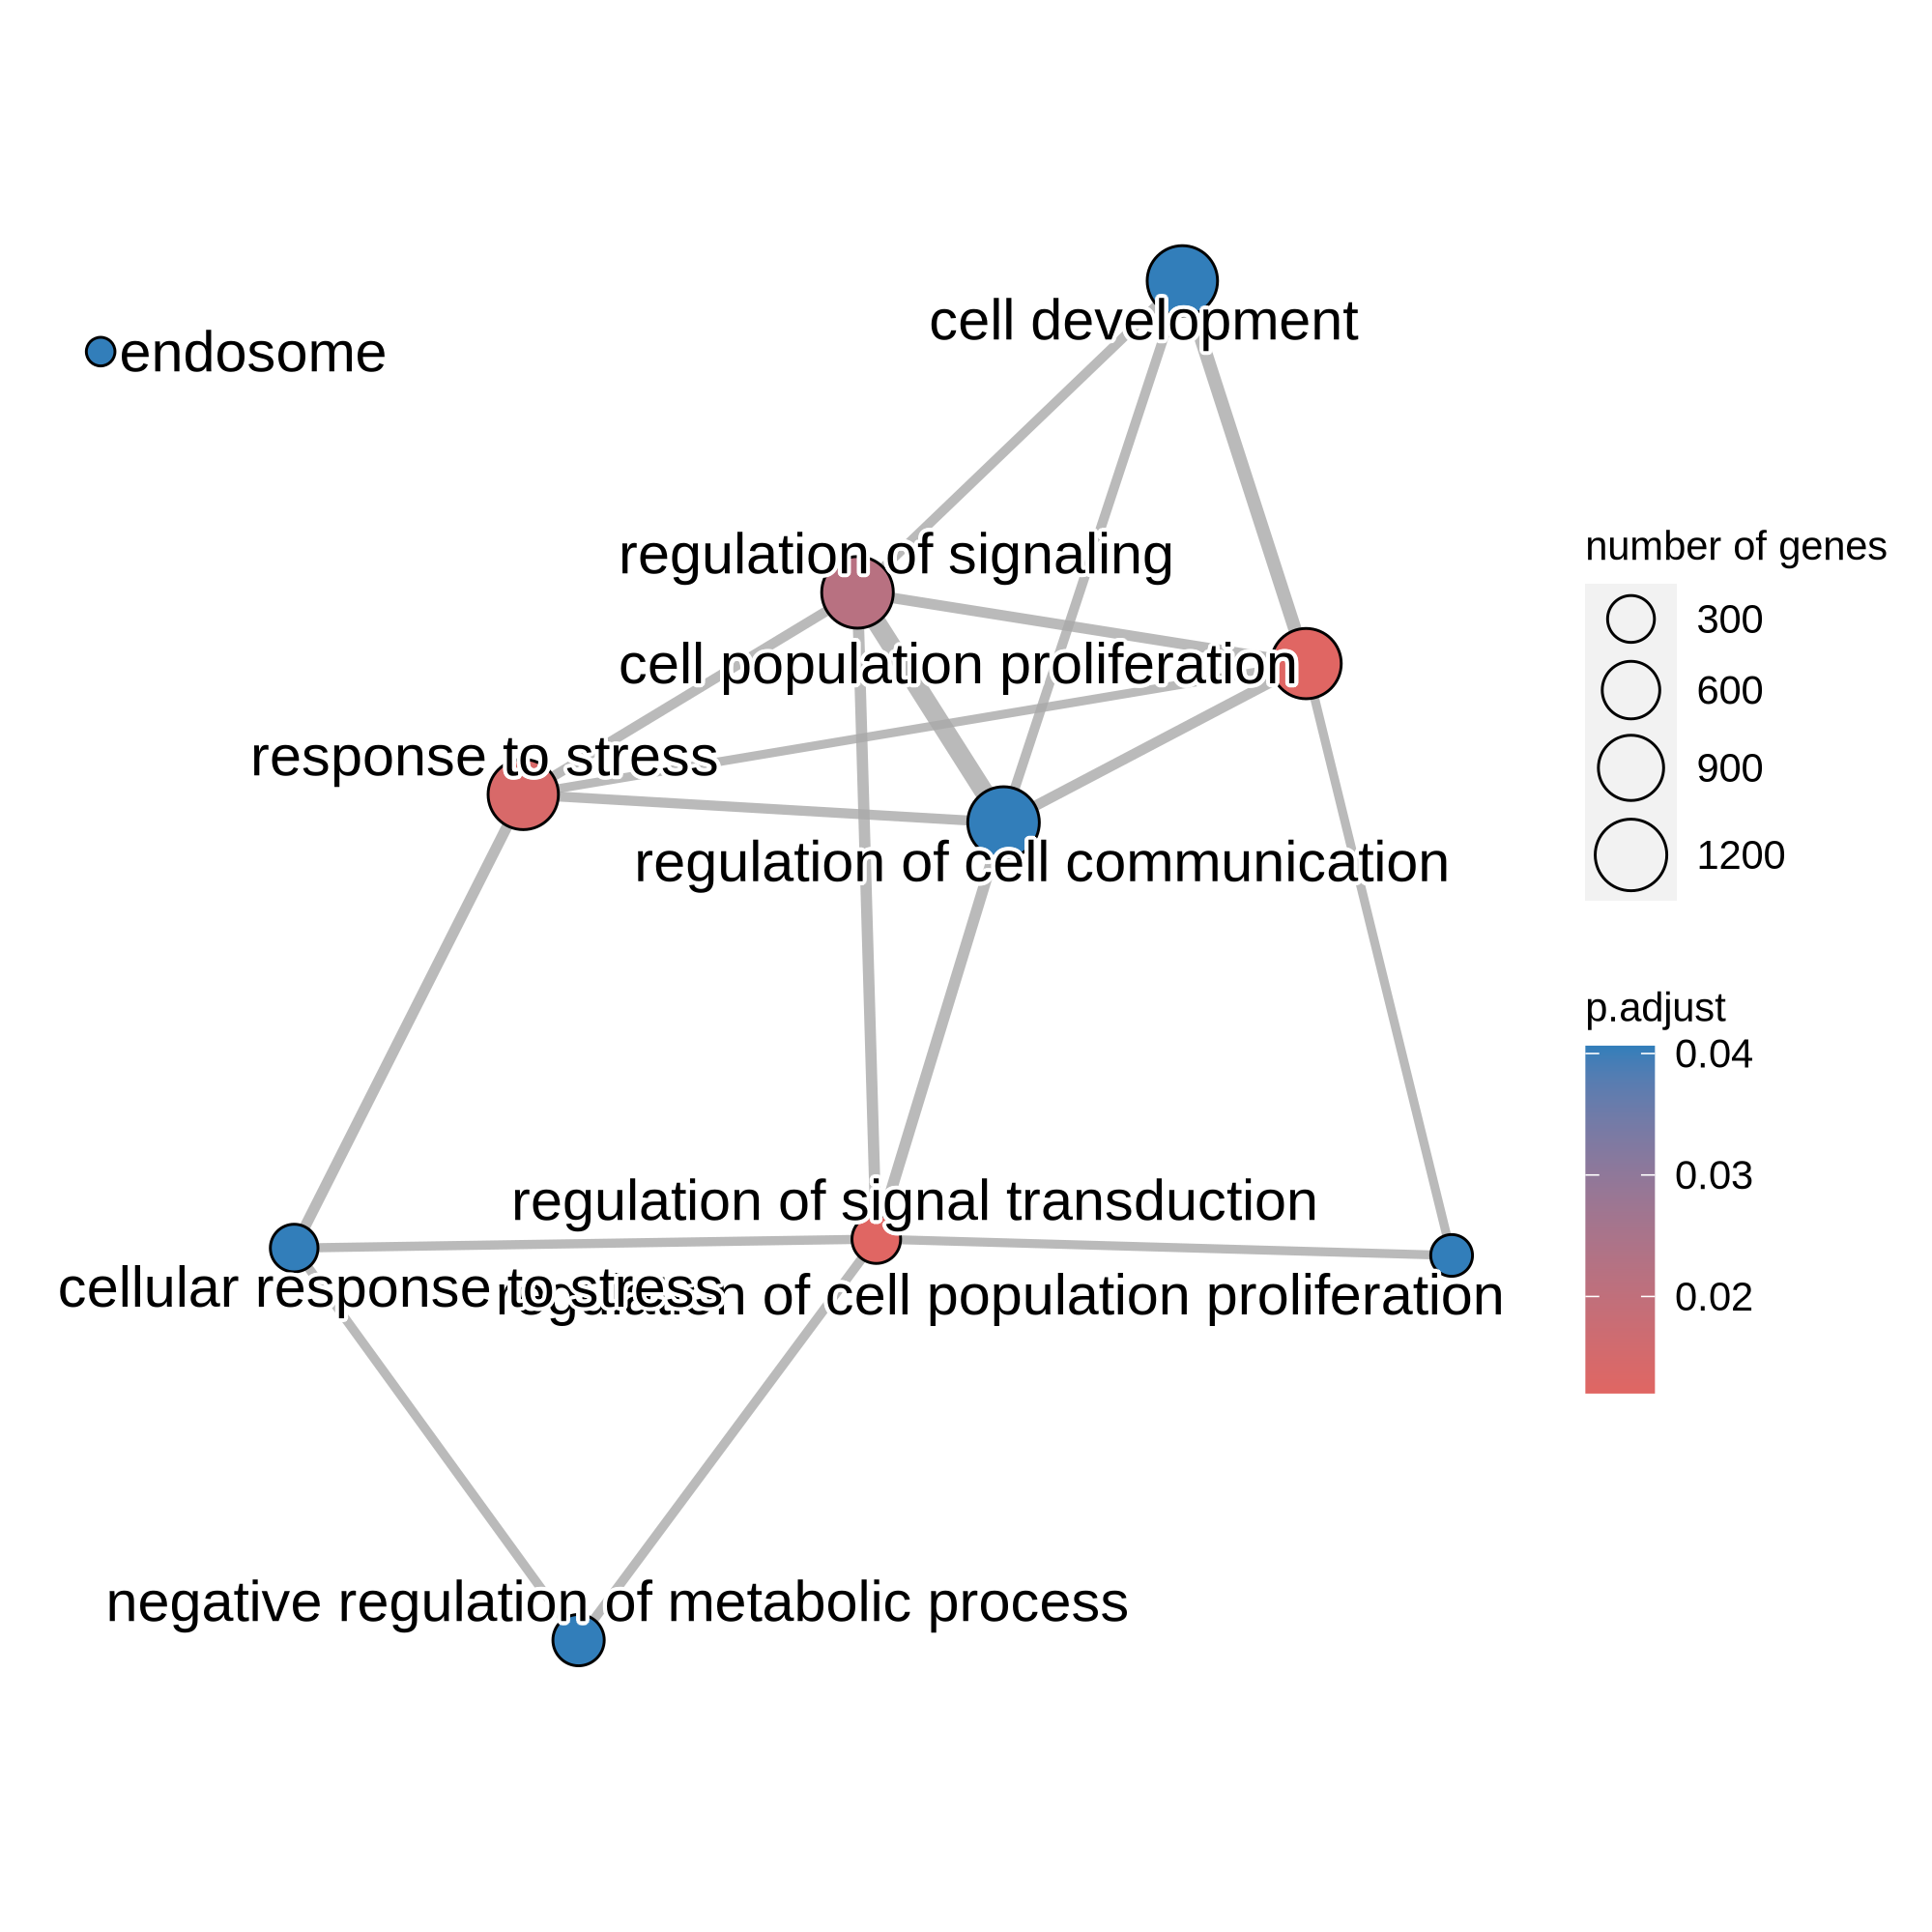 cell development
endosome
regulation of signaling
number of genes
300
cell population proliferation
600
response to stress
900
regulation of cell communication
1200
p.adjust
0.04
0.03
regulation of signal transduction
cellular response to stress
of cell population proliferation
0.02
negative regulation of metabolic process